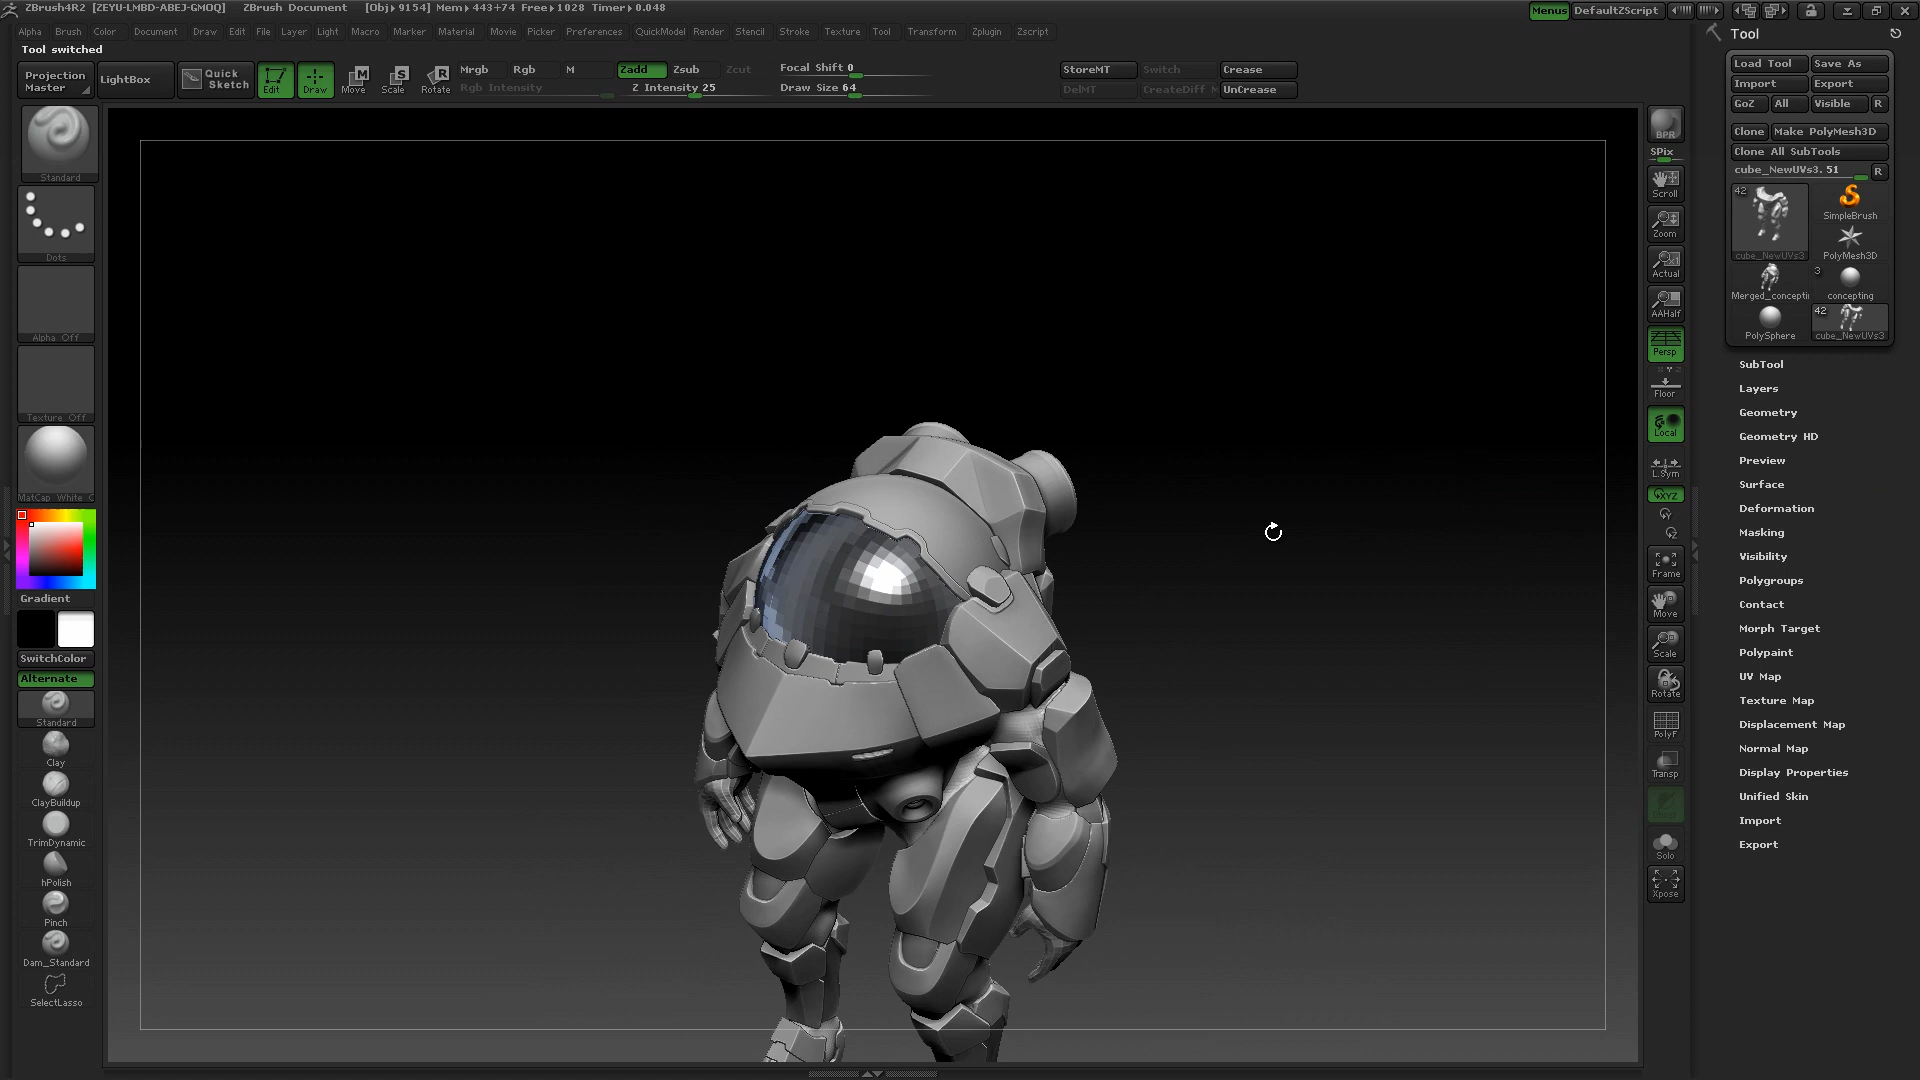 ZBrush4R2 [ZEYU-LMBD-ABEJ-GMOQ] ZBrush Document [Obj▸9154] Mem▸443+74 Free▸1028 Timer▸0.048 Menus DefaultZScript
Alpha Brush Color Document Draw Edit File Layer Light Macro Marker Material Movie Picker Preferences QuickModel Render Stencil Stroke Texture Tool Transform Zplugin Zscript
Tool switched
Projection Master
LightBox
Quick Sketch
Edit
Draw
Move
Scale
Rotate
Mrgb Rgb M
Rgb Intensity
Zadd Zsub Zcut
Z Intensity 25
Focal Shift 0
Draw Size 64
StoreMT Switch Crease
DelMT CreateDiff M UnCrease
Standard
Dots
Alpha Off
Texture Off
MatCap White C
Gradient
SwitchColor
Alternate
Standard
Clay
ClayBuildup
TrimDynamic
hPolish
Pinch
Dam_Standard
SelectLasso
BPR
SPix
Scroll
Zoom
Actual
AAHalf
Persp
Floor
Local
L.Sym
XYZ
Frame
Move
Scale
Rotate
PolyF
Transp
Solo
Xpose
Tool
Load Tool Save As
Import Export
GoZ All Visible R
Clone Make PolyMesh3D
Clone All SubTools
cube_NewUVs3. 51 R
42
cube_NewUVs3
SimpleBrush
PolyMesh3D
Merged_concepti
3
concepting
PolySphere
42
cube_NewUVs3
SubTool
Layers
Geometry
Geometry HD
Preview
Surface
Deformation
Masking
Visibility
Polygroups
Contact
Morph Target
Polypaint
UV Map
Texture Map
Displacement Map
Normal Map
Display Properties
Unified Skin
Import
Export